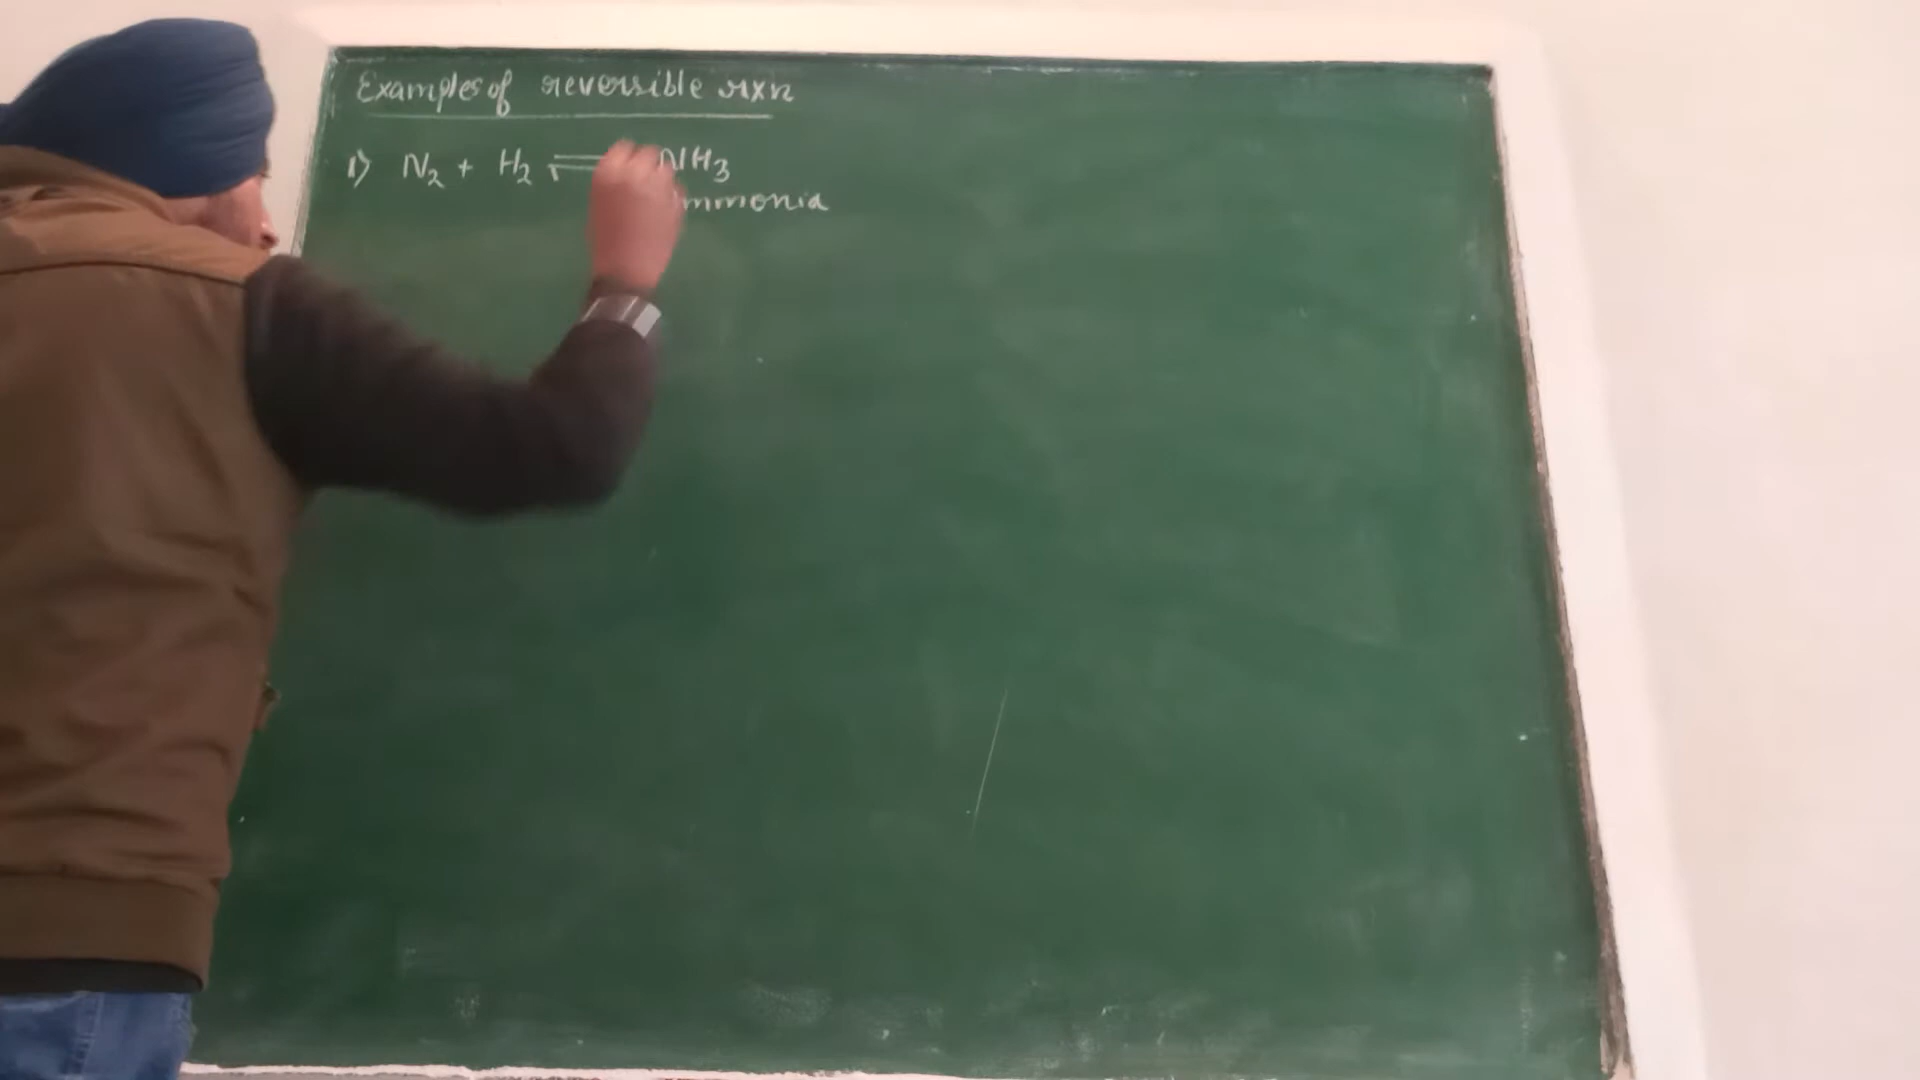 Examples of reversible rxn
1) N₂ + H₂ ⇌ NH₃
mmonia